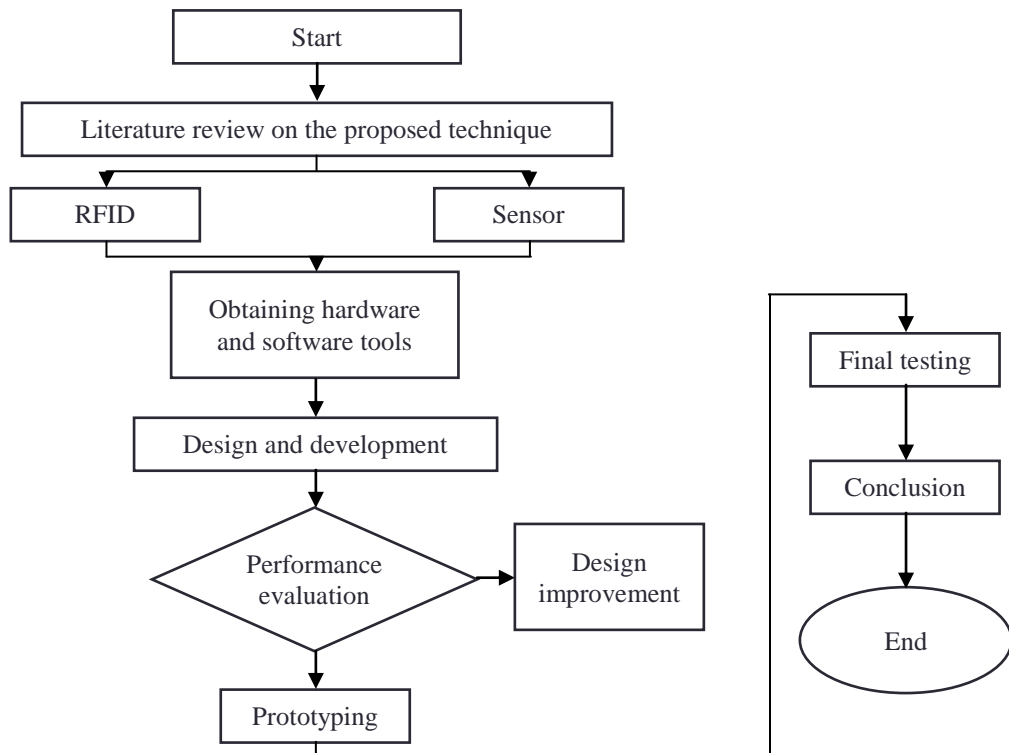 Start
Literature review on the proposed technique
RFID
Sensor
Obtaining hardware
and software tools
Design and development
Performance
evaluation
Design
improvement
Prototyping
Final testing
Conclusion
End